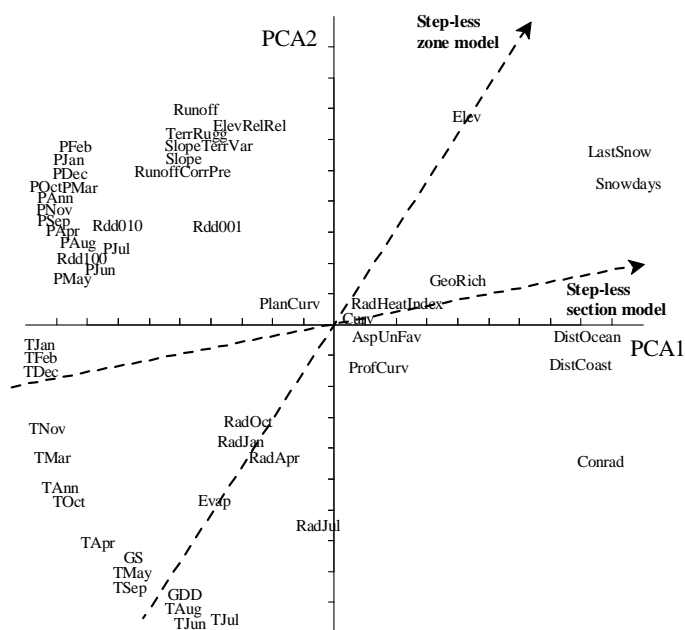 Step-less
zone model
PCA2
Runoff
ElevRelRel
Elev
TerrRugg
PFeb
SlopeTerrVar
LastSnow
PJan
Slope
PDec
RunoffCorrPre
Snowdays
POct
PMar
PAnn
PNov
PSep
Rdd010
Rdd001
PApr
PAug
PJul
Rdd100
PJun
PMay
GeoRich
Step-less
section model
PlanCurv
RadHeatIndex
Curv
AspUnFav
DistOcean
PCA1
TJan
TFeb
TDec
ProfCurv
DistCoast
RadOct
TNov
RadJan
TMar
RadApr
Conrad
TAnn
TOct
Evap
RadJul
TApr
GS
TMay
TSep
GDD
TAug
TJul
TJun